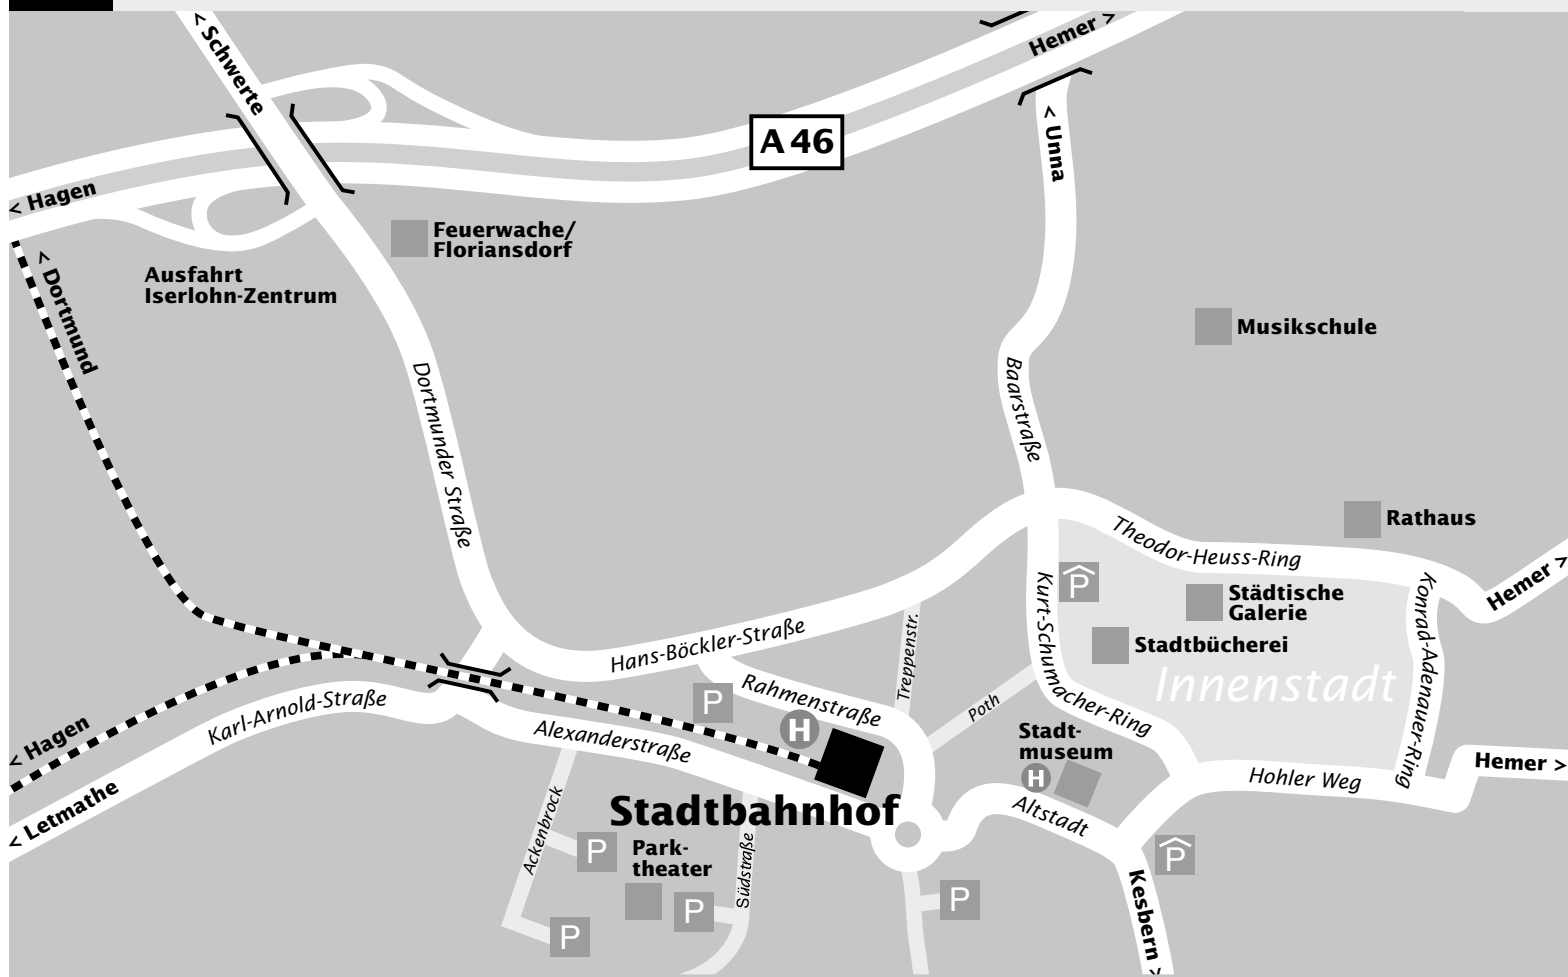 < Schwerte
Hemer >
A 46
< Unna
< Hagen
Feuerwache/
Floriansdorf
< Dortmund
Ausfahrt
Iserlohn-Zentrum
Musikschule
Dortmunder Straße
Baarstraße
Rathaus
Theodor-Heuss-Ring
Hemer >
P
Kurt-Schumacher-Ring
Städtische
Galerie
Konrad-Adenauer-Ring
Stadtbücherei
Innenstadt
Hans-Böckler-Straße
Treppenstr.
Rahmenstraße
P
Poth
H
Karl-Arnold-Straße
Alexanderstraße
< Hagen
Stadt-
museum
H
Hemer >
Hohler Weg
< Letmathe
Stadtbahnhof
Altstadt
Ackenbrock
P
Park-
theater
Südstraße
P
P
P
P
Kesbern >